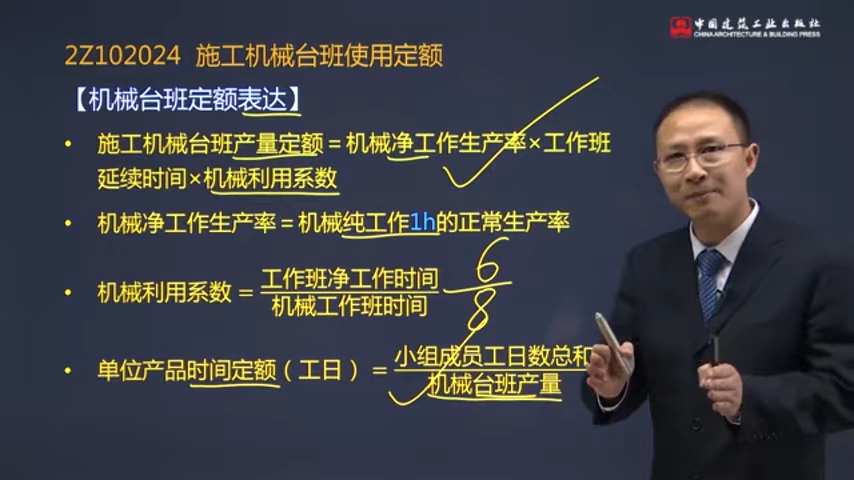 中国建筑工业出版社
CHINA ARCHITECTURE & BUILDING PRESS
2Z102024 施工机械台班使用定额
【机械台班定额表达】
• 施工机械台班产量定额＝机械净工作生产率×工作班
延续时间×机械利用系数
• 机械净工作生产率＝机械纯工作1h的正常生产率
• 机械利用系数＝工作班净工作时间
机械工作班时间
6
8
• 单位产品时间定额（工日）＝小组成员工日数总和
机械台班产量